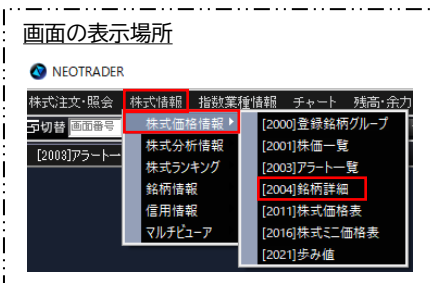 画面の表示場所
NEOTRADER
株式注文・照会 株式情報 指数業種情報 チャート 残高・余力
切替 画面番号 株式価格情報 [2000]登録銘柄グループ
[2003]アラート一 株式分析情報 [2001]株価一覧
株式ランキング [2003]アラート一覧
銘柄情報 [2004]銘柄詳細
信用情報 [2011]株式価格表
マルチビューア [2016]株式ミニ価格表
[2021]歩み値